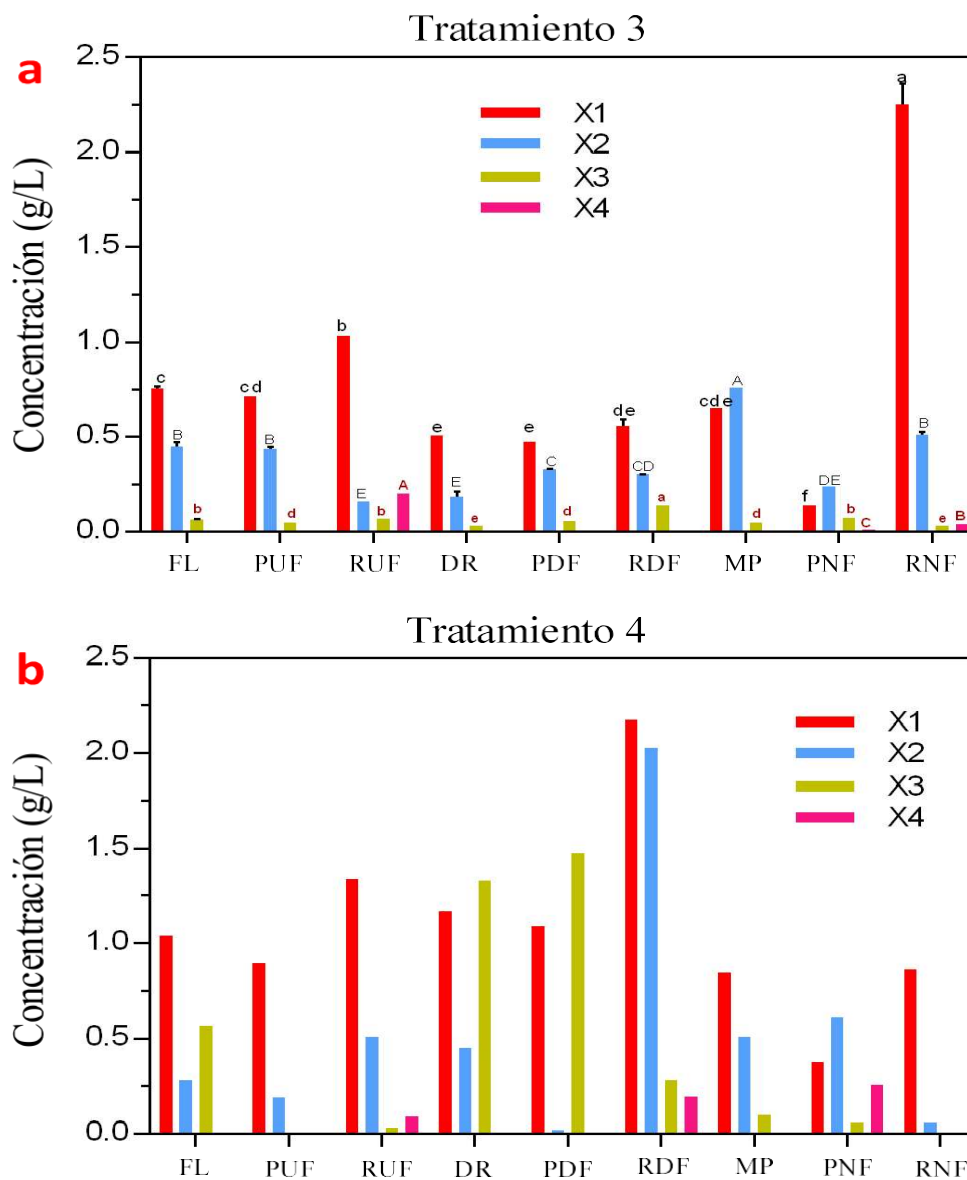 Tratamiento 3
a
Concentración (g/L)
2.5
2.0
1.5
1.0
0.5
0.0
X1
X2
X3
X4
c B b
cd B d
b E b A
e E e
e C d
de CD a
cde A d
f DE b C
a B e B
FL PUF RUF DR PDF RDF MP PNF RNF
Tratamiento 4
b
Concentración (g/L)
2.5
2.0
1.5
1.0
0.5
0.0
X1
X2
X3
X4
FL PUF RUF DR PDF RDF MP PNF RNF